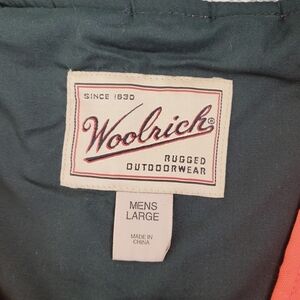 SINCE 1830
Woolrich®
RUGGED
OUTDOORWEAR
MENS
LARGE
MADE IN
CHINA